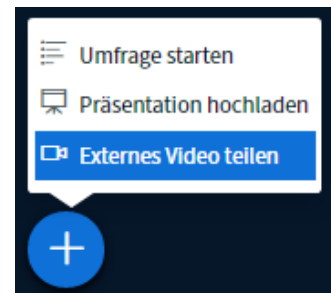 Umfrage starten
Präsentation hochladen
Externes Video teilen